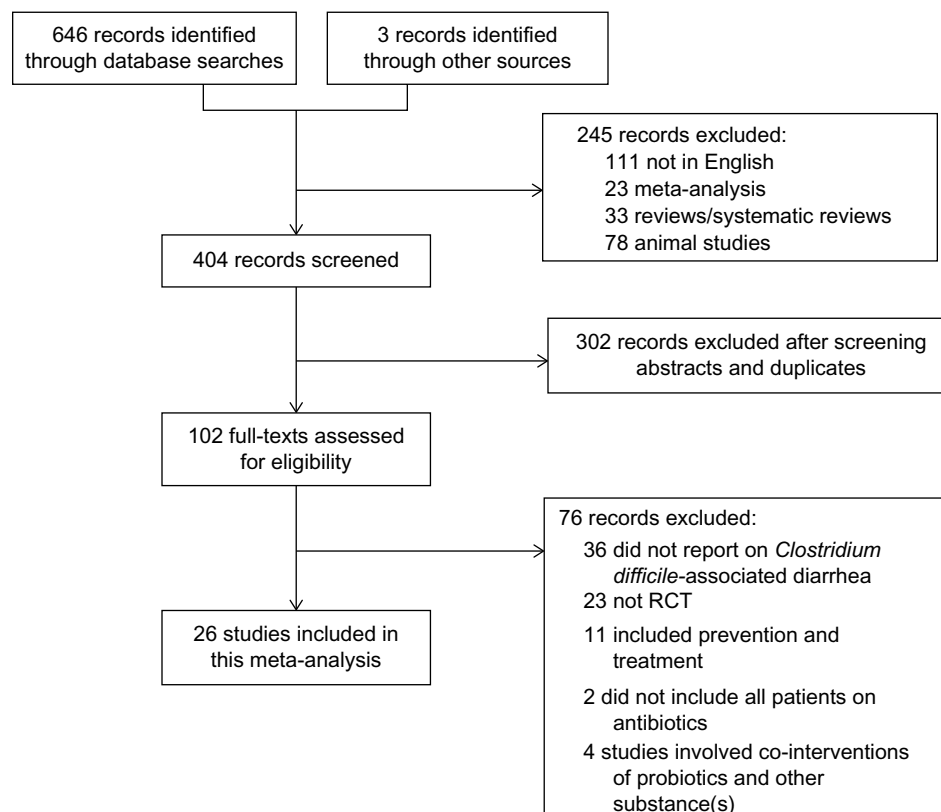 646 records identified
through database searches
3 records identified
through other sources
245 records excluded:
111 not in English
23 meta-analysis
33 reviews/systematic reviews
78 animal studies
404 records screened
302 records excluded after screening
abstracts and duplicates
102 full-texts assessed
for eligibility
76 records excluded:
36 did not report on Clostridium
difficile-associated diarrhea
23 not RCT
11 included prevention and
treatment
2 did not include all patients on
antibiotics
4 studies involved co-interventions
of probiotics and other
substance(s)
26 studies included in
this meta-analysis